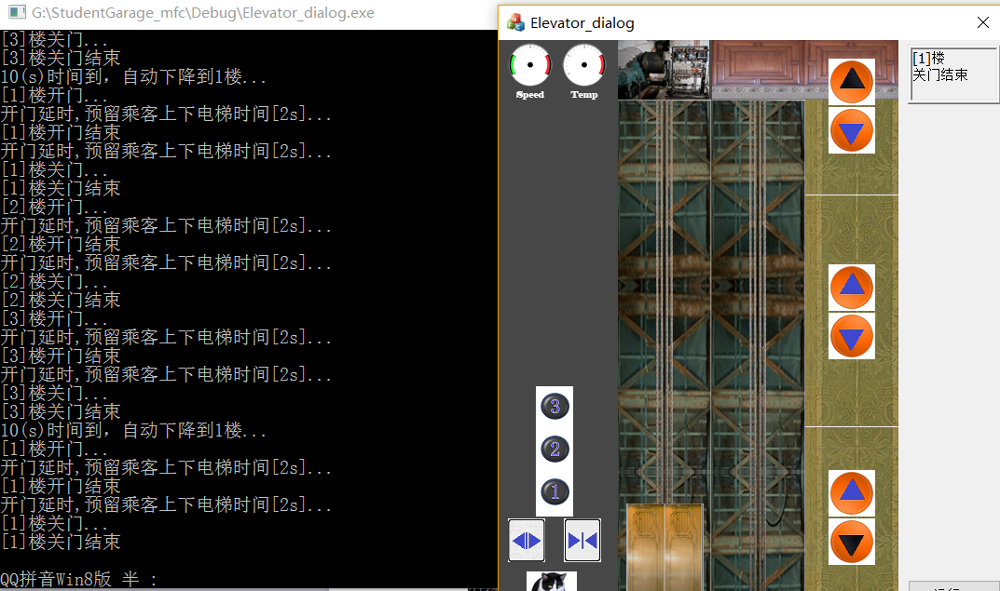 G:\StudentGarage_mfc\Debug\Elevator_dialog.exe
[3]楼关门...
[3]楼关门结束
10(s)时间到，自动下降到1楼...
[1]楼开门...
开门延时,预留乘客上下电梯时间[2s]...
[1]楼开门结束
开门延时,预留乘客上下电梯时间[2s]...
[1]楼关门...
[1]楼关门结束
[2]楼开门...
开门延时,预留乘客上下电梯时间[2s]...
[2]楼开门结束
开门延时,预留乘客上下电梯时间[2s]...
[2]楼关门...
[2]楼关门结束
[3]楼开门...
开门延时,预留乘客上下电梯时间[2s]...
[3]楼开门结束
开门延时,预留乘客上下电梯时间[2s]...
[3]楼关门...
[3]楼关门结束
10(s)时间到，自动下降到1楼...
[1]楼开门...
开门延时,预留乘客上下电梯时间[2s]...
[1]楼开门结束
开门延时,预留乘客上下电梯时间[2s]...
[1]楼关门...
[1]楼关门结束
QQ拼音Win8版 半 :
Elevator_dialog
Speed
Temp
[1]楼
关门结束
3
2
1